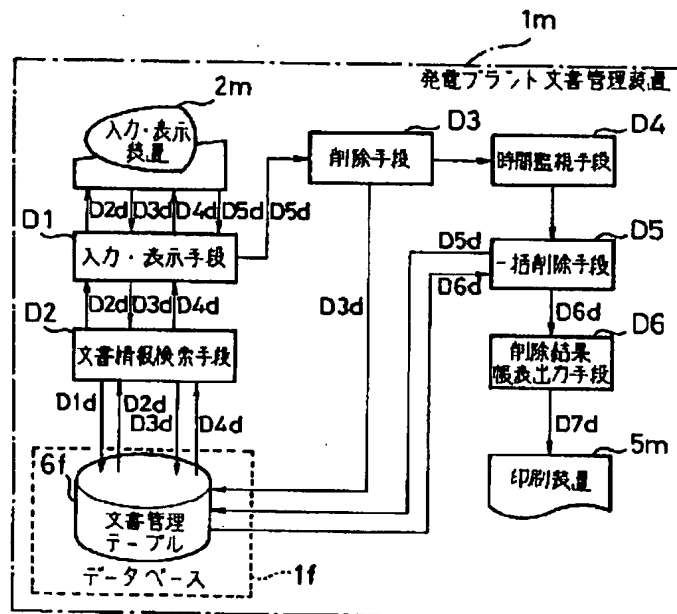 1m
発電プラント文書管理装置
2m
入力・表示
装置
D3
削除手段
D4
時間監視手段
D2d
D3d
D4d
D5d
D5d
D1
入力・表示手段
D5
一括削除手段
D5d
D6d
D2d
D3d
D4d
D3d
D6d
D2
文書情報検索手段
D6
削除結果
帳表出力手段
D1d
D2d
D3d
D4d
D7d
5m
印刷装置
6f
文書管理
テーブル
データベース
1f